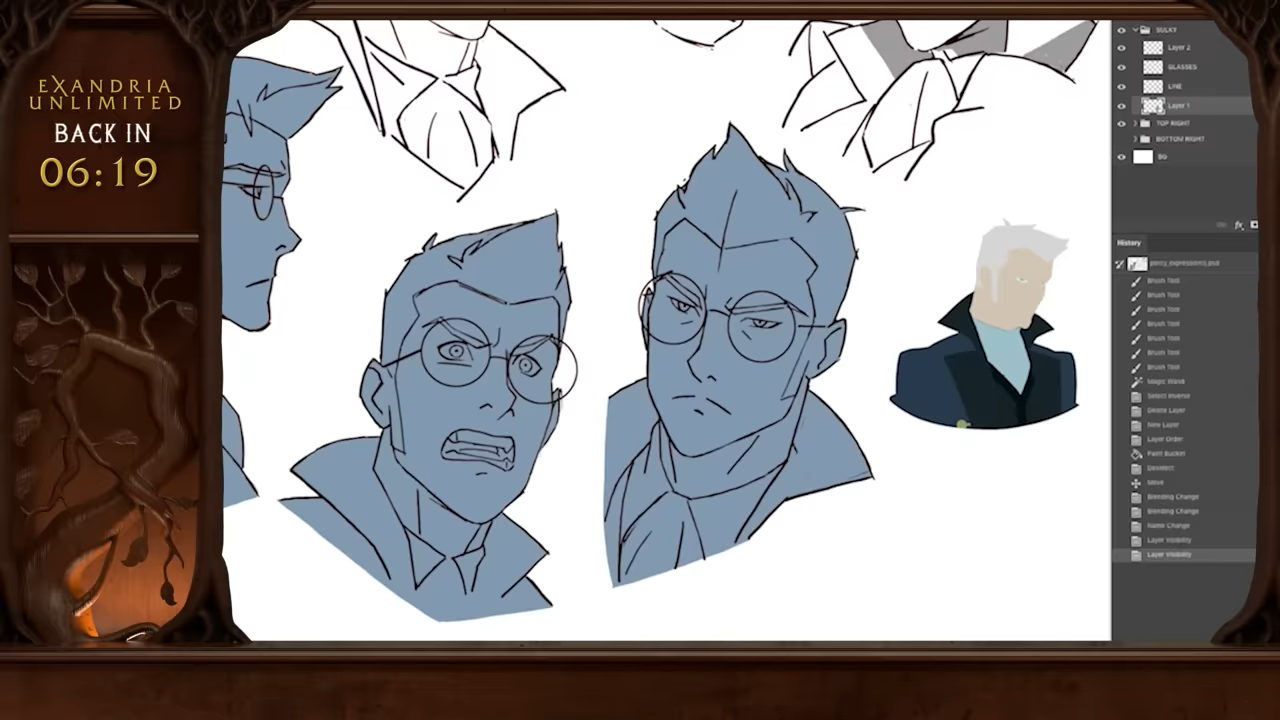 EXANDRIA
UNLIMITED
BACK IN
06:19
SULKY
Layer 2
GLASSES
LINE
Layer 1
TOP RIGHT
BOTTOM RIGHT
BG
fx
History
Brush Tool
Brush Tool
Brush Tool
Brush Tool
Brush Tool
Brush Tool
Brush Tool
Magic Wand
Select Inverse
Delete Layer
New Layer
Layer Order
Paint Bucket
Deselect
Move
Blending Change
Blending Change
Name Change
Layer Visibility
Layer Visibility